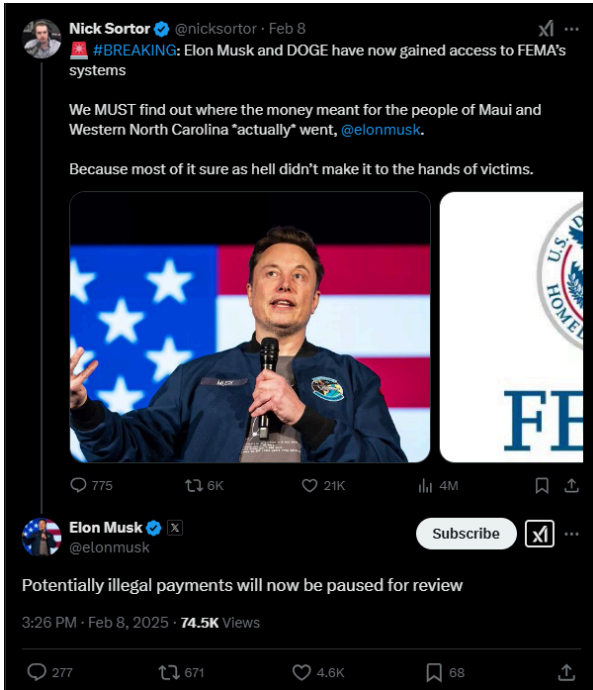 Nick Sortor @nicksortor · Feb 8
🚨 #BREAKING: Elon Musk and DOGE have now gained access to FEMA's
systems
We MUST find out where the money meant for the people of Maui and
Western North Carolina *actually* went, @elonmusk.
Because most of it sure as hell didn't make it to the hands of victims.
MUSK
U.S. D
HOME
FE
775 6K 21K 4M
Elon Musk
@elonmusk
Subscribe
Potentially illegal payments will now be paused for review
3:26 PM · Feb 8, 2025 · 74.5K Views
277 671 4.6K 68